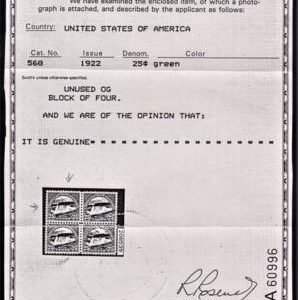 We have examined the enclosed item, of which a photo-
graph is attached, and described by the applicant as follows:
Country: UNITED STATES OF AMERICA
Cat. No. Issue Denom. Color
560 1922 25¢ green
Scott's unless otherwise specified.
UNUSED OG
BLOCK OF FOUR.
AND WE ARE OF THE OPINION THAT:
IT IS GENUINE
A 60996